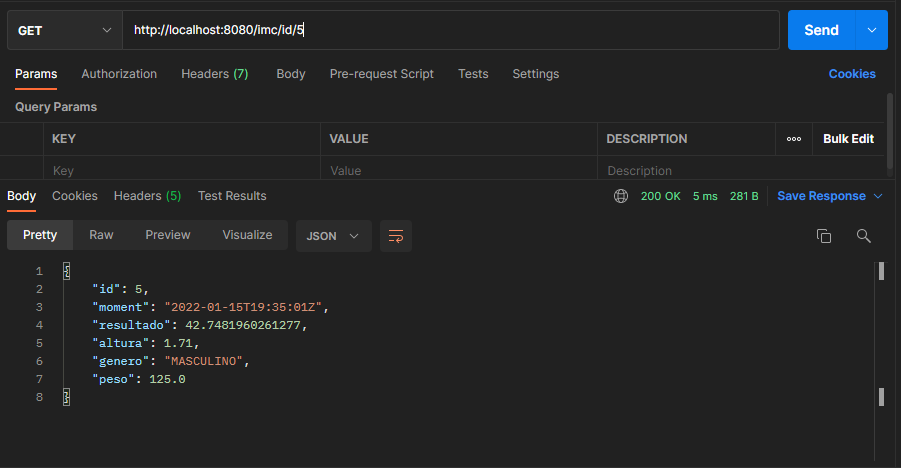 GET http://localhost:8080/imc/id/5 Send
Params Authorization Headers (7) Body Pre-request Script Tests Settings Cookies
Query Params
KEY VALUE DESCRIPTION ooo Bulk Edit
Key Value Description
Body Cookies Headers (5) Test Results 200 OK 5 ms 281 B Save Response
Pretty Raw Preview Visualize JSON
1 {
2 "id": 5,
3 "moment": "2022-01-15T19:35:01Z",
4 "resultado": 42.7481960261277,
5 "altura": 1.71,
6 "genero": "MASCULINO",
7 "peso": 125.0
8 }